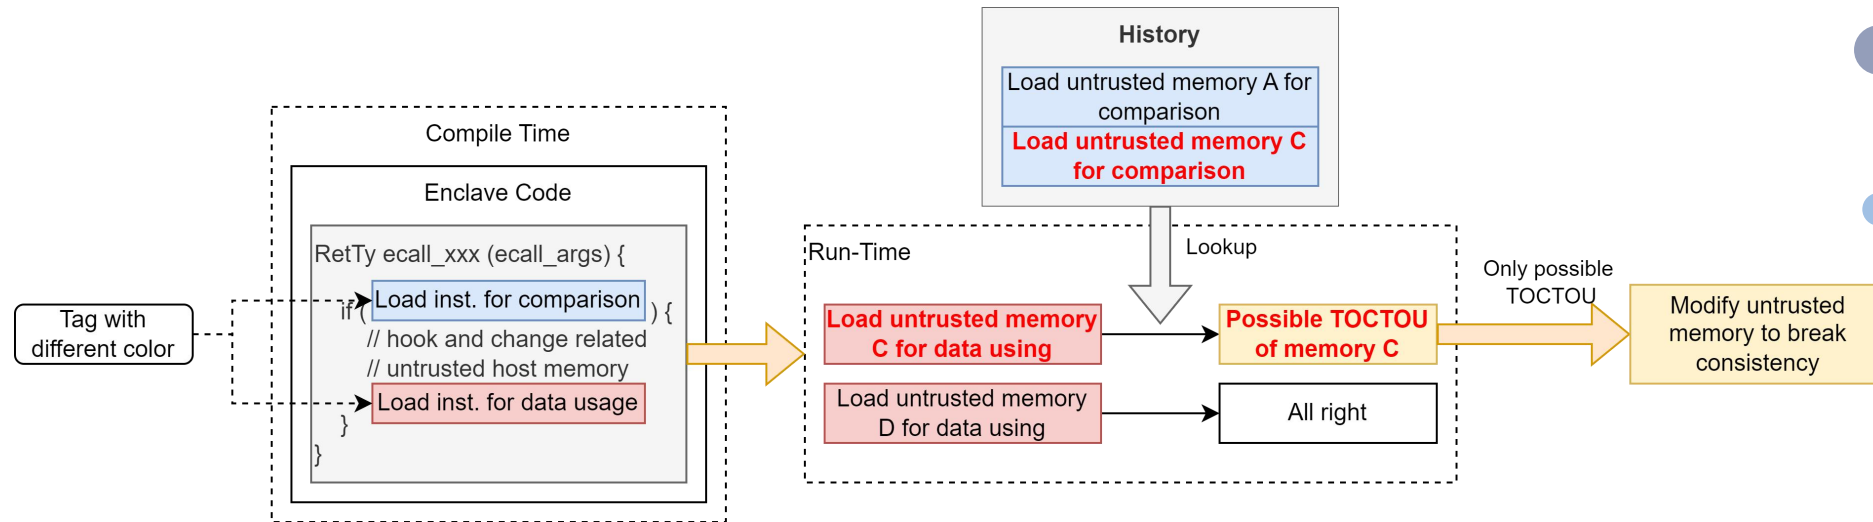 History
Load untrusted memory A for
comparison
Load untrusted memory C
for comparison
Compile Time
Enclave Code
RetTy ecall_xxx (ecall_args) {
if (
Load inst. for comparison
) {
// hook and change related
// untrusted host memory
Load inst. for data usage
}
}
Tag with
different color
Run-Time
Lookup
Load untrusted memory
C for data using
Possible TOCTOU
of memory C
Load untrusted memory
D for data using
All right
Only possible
TOCTOU
Modify untrusted
memory to break
consistency